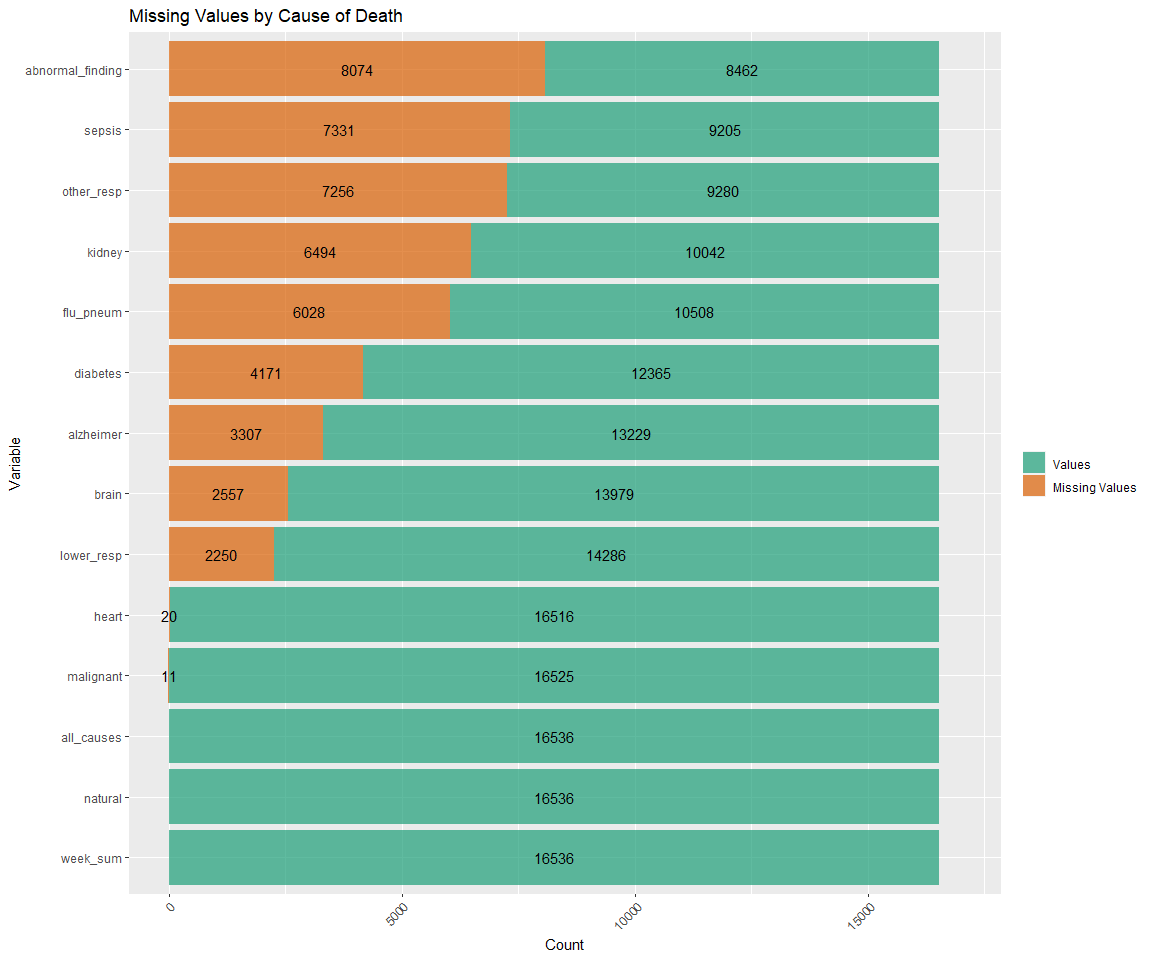 Missing Values by Cause of Death
abnormal_finding 8074 8462
sepsis 7331 9205
other_resp 7256 9280
kidney 6494 10042
flu_pneum 6028 10508
diabetes 4171 12365
alzheimer 3307 13229
brain 2557 13979
lower_resp 2250 14286
heart 20 16516
malignant 11 16525
all_causes 16536
natural 16536
week_sum 16536
0 5000 10000 15000
Count
Variable
Values
Missing Values